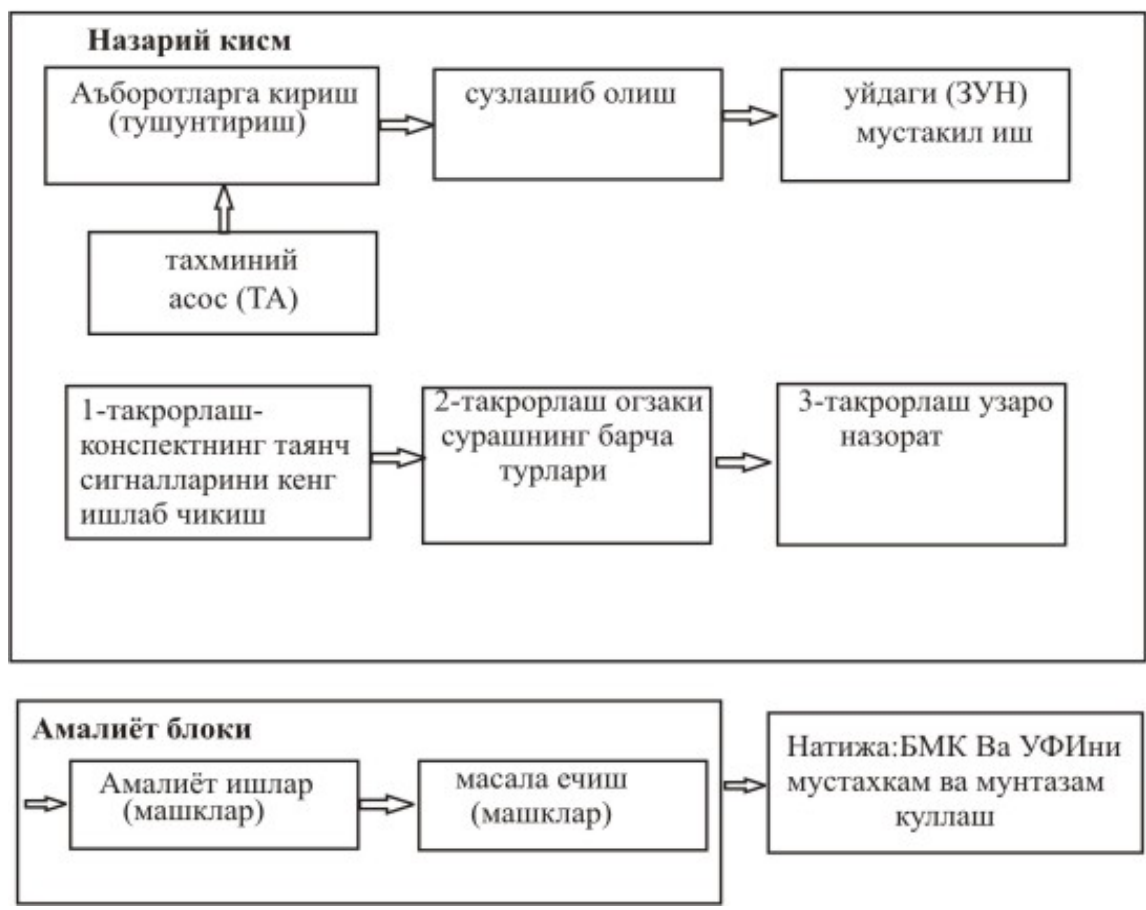 Назарий кисм
Аъборотларга кириш
(тушунтириш)
сузлашиб олиш
уйдаги (ЗУН)
мустакил иш
тахминий
асос (ТА)
1-такрорлаш-
конспектнинг таянч
сигналларини кенг
ишлаб чикиш
2-такрорлаш огзаки
сурашнинг барча
турлари
3-такрорлаш узаро
назорат
Амалиёт блоки
Амалиёт ишлар
(машклар)
масала ечиш
(машклар)
Натижа:БМК Ва УФИни
мустахкам ва мунтазам
куллаш